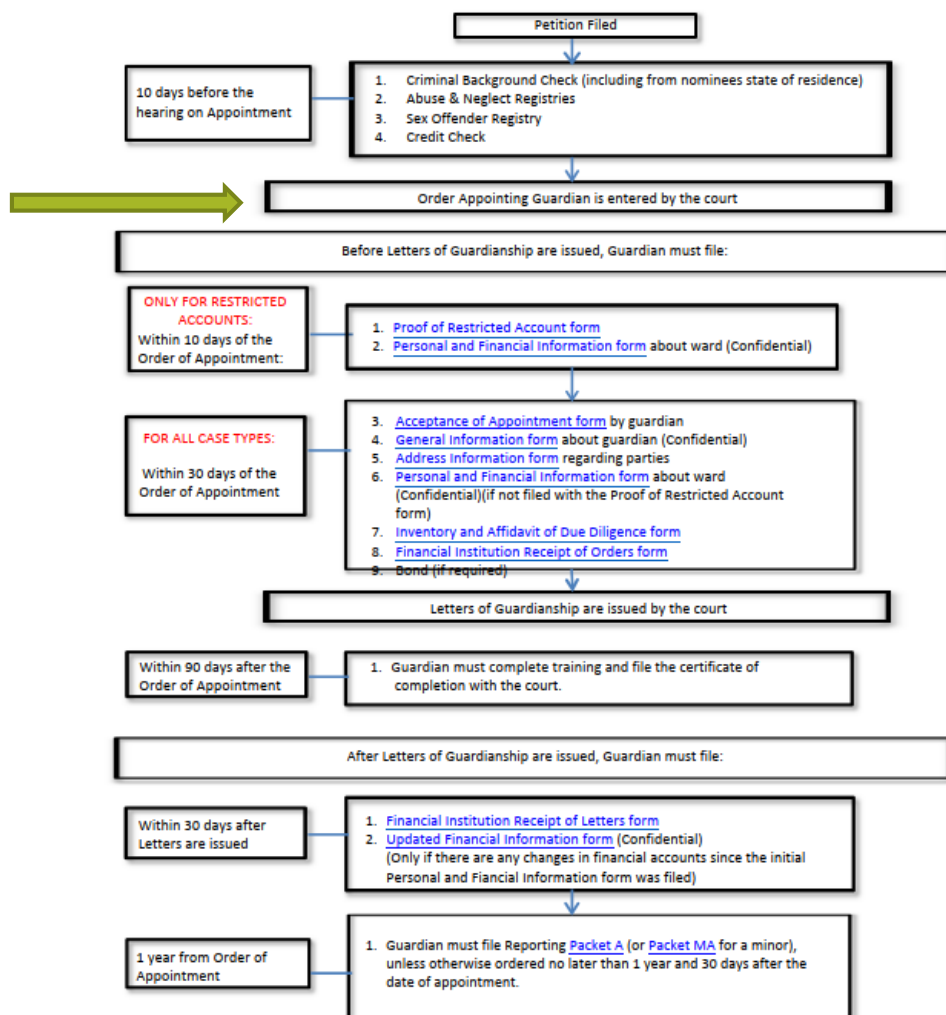 Petition Filed
10 days before the
hearing on Appointment
1. Criminal Background Check (including from nominees state of residence)
2. Abuse & Neglect Registries
3. Sex Offender Registry
4. Credit Check
Order Appointing Guardian is entered by the court
Before Letters of Guardianship are issued, Guardian must file:
ONLY FOR RESTRICTED
ACCOUNTS:
Within 10 days of the
Order of Appointment:
1. Proof of Restricted Account form
2. Personal and Financial Information form about ward (Confidential)
FOR ALL CASE TYPES:
Within 30 days of the
Order of Appointment
3. Acceptance of Appointment form by guardian
4. General Information form about guardian (Confidential)
5. Address Information form regarding parties
6. Personal and Financial Information form about ward
(Confidential)(if not filed with the Proof of Restricted Account
form)
7. Inventory and Affidavit of Due Diligence form
8. Financial Institution Receipt of Orders form
9. Bond (if required)
Letters of Guardianship are issued by the court
Within 90 days after the
Order of Appointment
1. Guardian must complete training and file the certificate of
completion with the court.
After Letters of Guardianship are issued, Guardian must file:
Within 30 days after
Letters are issued
1. Financial Institution Receipt of Letters form
2. Updated Financial Information form (Confidential)
(Only if there are any changes in financial accounts since the initial
Personal and Fiancial Information form was filed)
1 year from Order of
Appointment
1. Guardian must file Reporting Packet A (or Packet MA for a minor),
unless otherwise ordered no later than 1 year and 30 days after the
date of appointment.